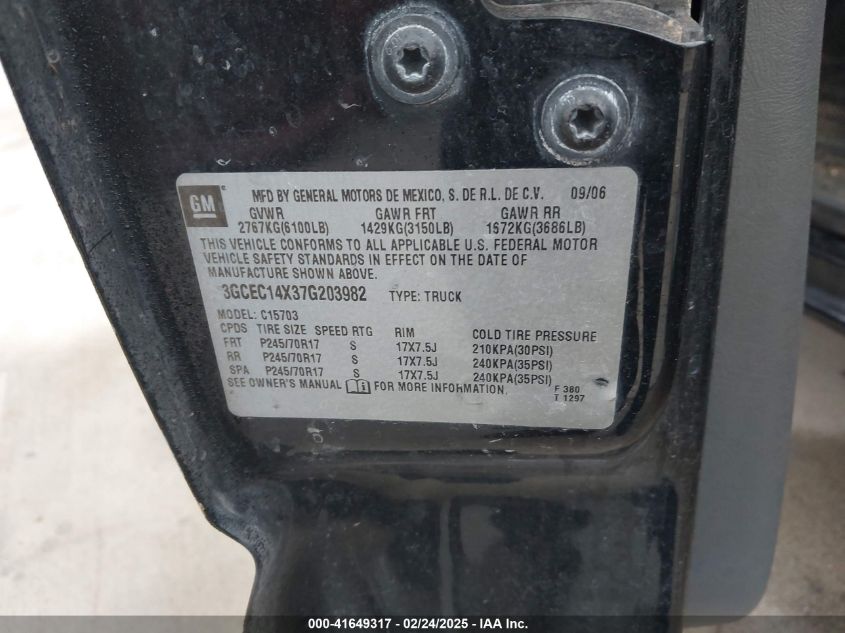 GM
MFD BY GENERAL MOTORS DE MEXICO, S. DE R.L. DE C.V. 09/06
GVWR GAWR FRT GAWR RR
2767KG(6100LB) 1429KG(3150LB) 1672KG(3686LB)
THIS VEHICLE CONFORMS TO ALL APPLICABLE U.S. FEDERAL MOTOR
VEHICLE SAFETY STANDARDS IN EFFECT ON THE DATE OF
MANUFACTURE SHOWN ABOVE.
3GCEC14X37G203982 TYPE: TRUCK
MODEL: C15703
CPDS TIRE SIZE SPEED RTG RIM COLD TIRE PRESSURE
FRT P245/70R17 S 17X7.5J 210KPA(30PSI)
RR P245/70R17 S 17X7.5J 240KPA(35PSI)
SPA P245/70R17 S 17X7.5J 240KPA(35PSI)
SEE OWNER'S MANUAL FOR MORE INFORMATION.
F 380
T 1297
000-41649317 - 02/24/2025 - IAA Inc.